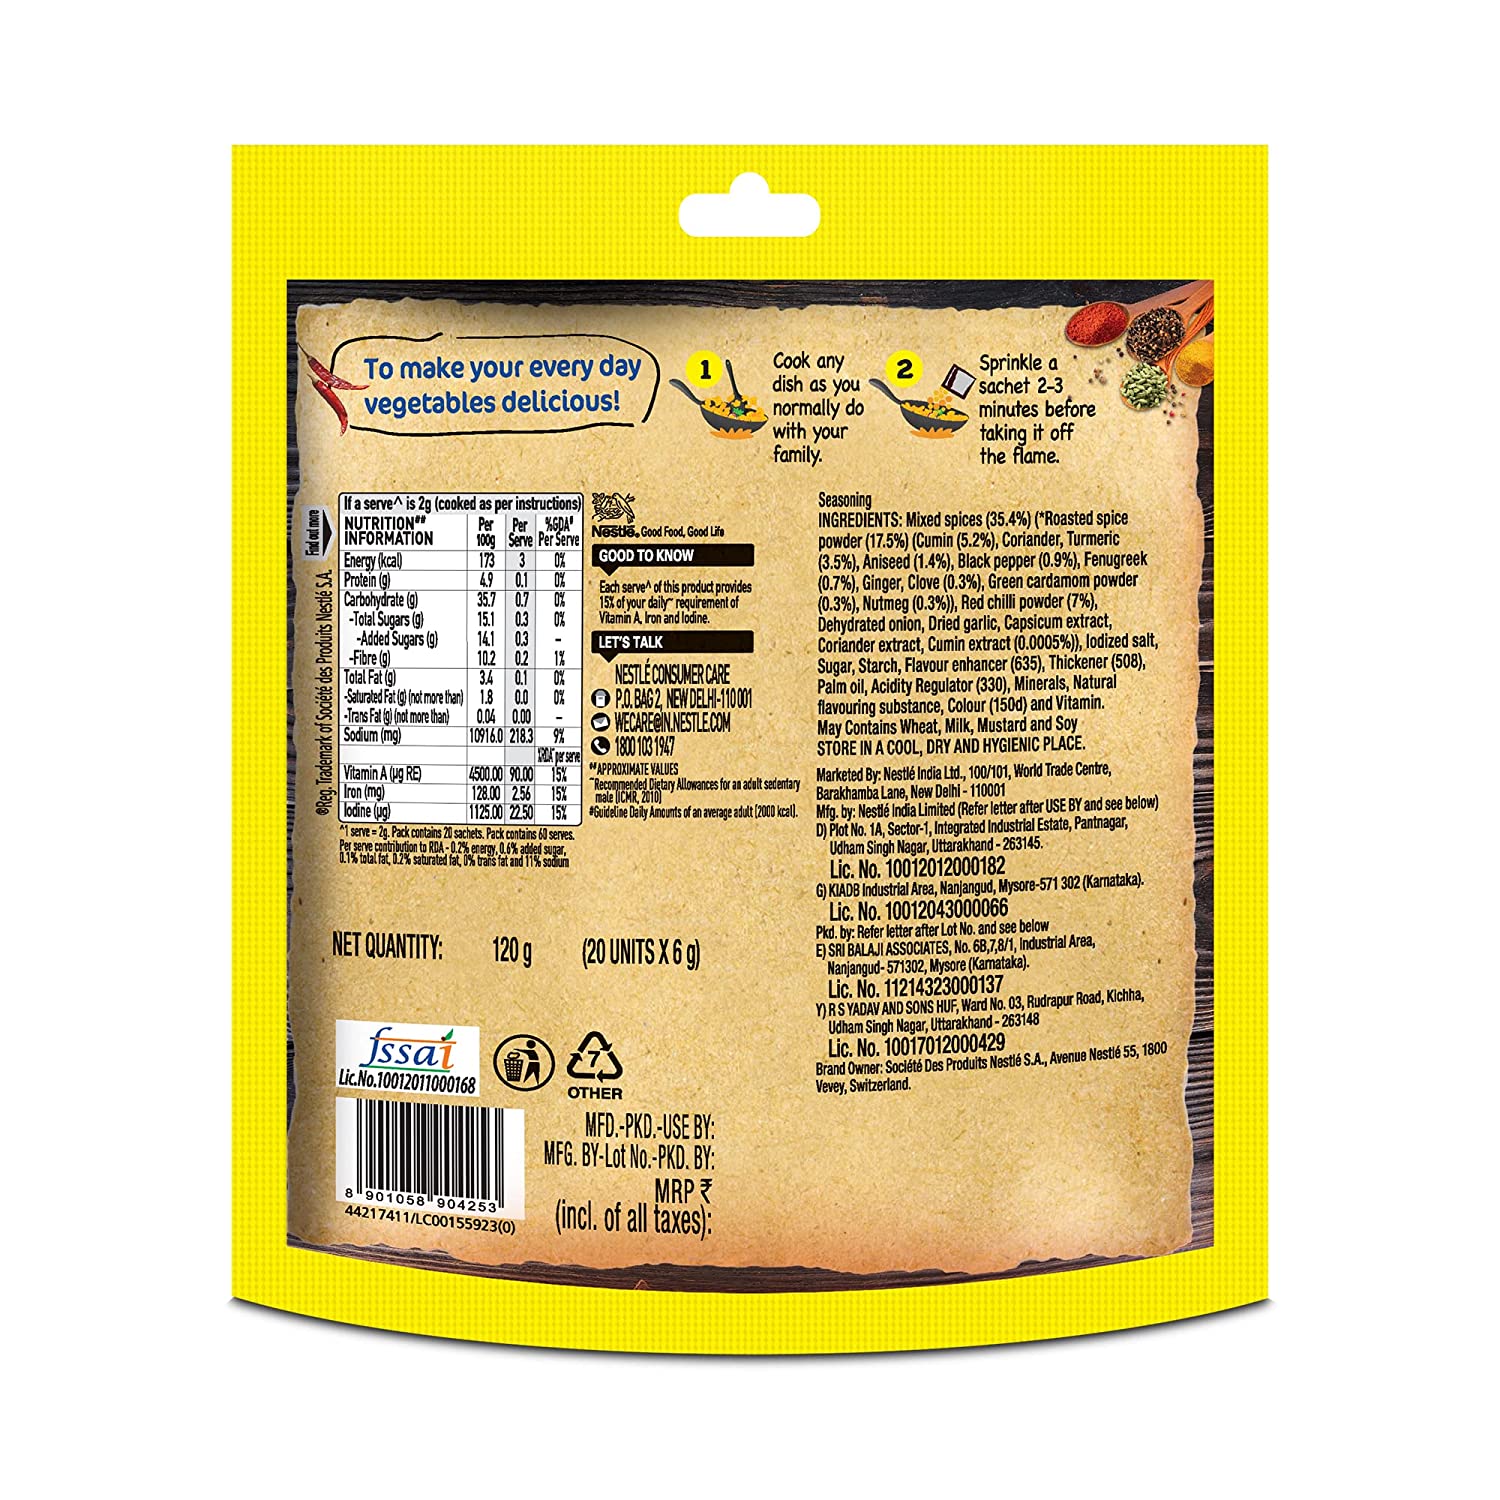 To make your every day
vegetables delicious!
1
Cook any
dish as you
normally do
with your
family.
2
Sprinkle a
sachet 2-3
minutes before
taking it off
the flame.
Find out more
®Reg. Trademark of Société des Produits Nestlé S.A.
If a serve^ is 2g (cooked as per instructions)
NUTRITION## INFORMATION Per 100g Per Serve %GDA# Per Serve
Energy (kcal) 173 3 0%
Protein (g) 4.9 0.1 0%
Carbohydrate (g) 35.7 0.7 0%
-Total Sugars (g) 15.1 0.3 0%
-Added Sugars (g) 14.1 0.3 –
-Fibre (g) 10.2 0.2 1%
Total Fat (g) 3.4 0.1 0%
-Saturated Fat (g) (not more than) 1.8 0.0 0%
-Trans Fat (g) (not more than) 0.04 0.00 –
Sodium (mg) 10916.0 218.3 9%
%RDA~ per serve
Vitamin A (µg RE) 4500.00 90.00 15%
Iron (mg) 128.00 2.56 15%
Iodine (µg) 1125.00 22.50 15%
^1 serve = 2g. Pack contains 20 sachets. Pack contains 60 serves.
Per serve contribution to RDA - 0.2% energy, 0.6% added sugar,
0.1% total fat, 0.2% saturated fat, 0% trans fat and 11% sodium
Nestlé. Good Food, Good Life
GOOD TO KNOW
Each serve^ of this product provides
15% of your daily~ requirement of
Vitamin A, Iron and Iodine.
LET'S TALK
NESTLÉ CONSUMER CARE
P.O. BAG 2, NEW DELHI-110 001
WECARE@IN.NESTLE.COM
1800 103 1947
##APPROXIMATE VALUES
~Recommended Dietary Allowances for an adult sedentary
male (ICMR, 2010)
#Guideline Daily Amounts of an average adult (2000 kcal).
Seasoning
INGREDIENTS: Mixed spices (35.4%) (*Roasted spice
powder (17.5%) (Cumin (5.2%), Coriander, Turmeric
(3.5%), Aniseed (1.4%), Black pepper (0.9%), Fenugreek
(0.7%), Ginger, Clove (0.3%), Green cardamom powder
(0.3%), Nutmeg (0.3%)), Red chilli powder (7%),
Dehydrated onion, Dried garlic, Capsicum extract,
Coriander extract, Cumin extract (0.0005%)), Iodized salt,
Sugar, Starch, Flavour enhancer (635), Thickener (508),
Palm oil, Acidity Regulator (330), Minerals, Natural
flavouring substance, Colour (150d) and Vitamin.
May Contains Wheat, Milk, Mustard and Soy
STORE IN A COOL, DRY AND HYGIENIC PLACE.
Marketed By: Nestlé India Ltd., 100/101, World Trade Centre,
Barakhamba Lane, New Delhi - 110001
Mfg. by: Nestlé India Limited (Refer letter after USE BY and see below)
D) Plot No. 1A, Sector-1, Integrated Industrial Estate, Pantnagar,
Udham Singh Nagar, Uttarakhand - 263145.
Lic. No. 10012012000182
G) KIADB Industrial Area, Nanjangud, Mysore-571 302 (Karnataka).
Lic. No. 10012043000066
Pkd. by: Refer letter after Lot No. and see below
E) SRI BALAJI ASSOCIATES, No. 6B,7,8/1, Industrial Area,
Nanjangud- 571302, Mysore (Karnataka).
Lic. No. 11214323000137
Y) R S YADAV AND SONS HUF, Ward No. 03, Rudrapur Road, Kichha,
Udham Singh Nagar, Uttarakhand - 263148
Lic. No. 10017012000429
Brand Owner: Société Des Produits Nestlé S.A., Avenue Nestlé 55, 1800
Vevey, Switzerland.
NET QUANTITY: 120 g (20 UNITS X 6 g)
fssai
Lic.No.10012011000168
7
OTHER
MFD.-PKD.-USE BY:
MFG. BY-Lot No.-PKD. BY:
MRP ₹
(incl. of all taxes):
8 901058 904253
44217411/LC00155923(0)